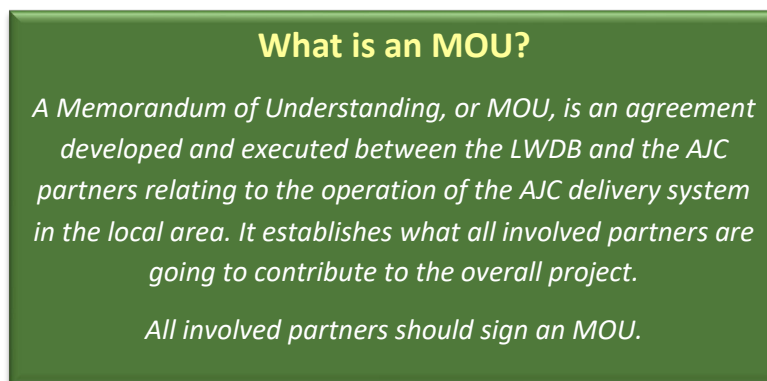 What is an MOU?
A Memorandum of Understanding, or MOU, is an agreement
developed and executed between the LWDB and the AJC
partners relating to the operation of the AJC delivery system
in the local area. It establishes what all involved partners are
going to contribute to the overall project.
All involved partners should sign an MOU.